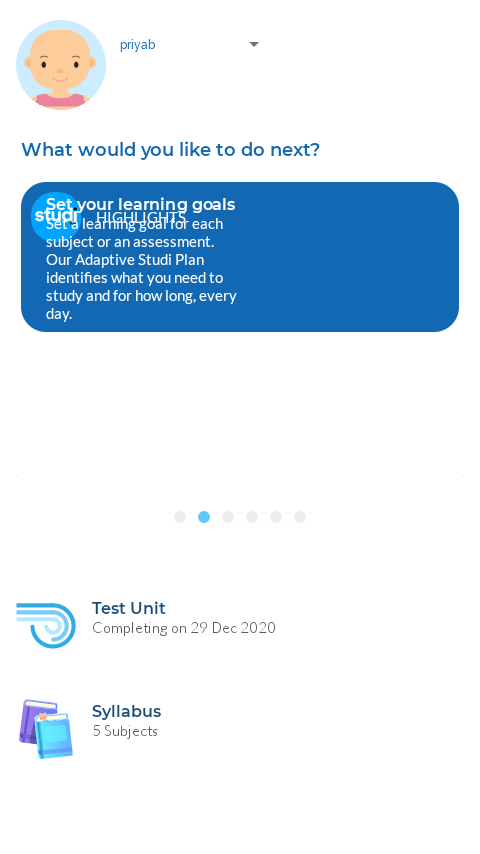 priyab
What would you like to do next?
Set your learning goals
studi
HIGHLIGHTS
Set a learning goal for each
subject or an assessment.
Our Adaptive Studi Plan
identifies what you need to
study and for how long, every
day.
Test Unit
Completing on 29 Dec 2020
Syllabus
5 Subjects